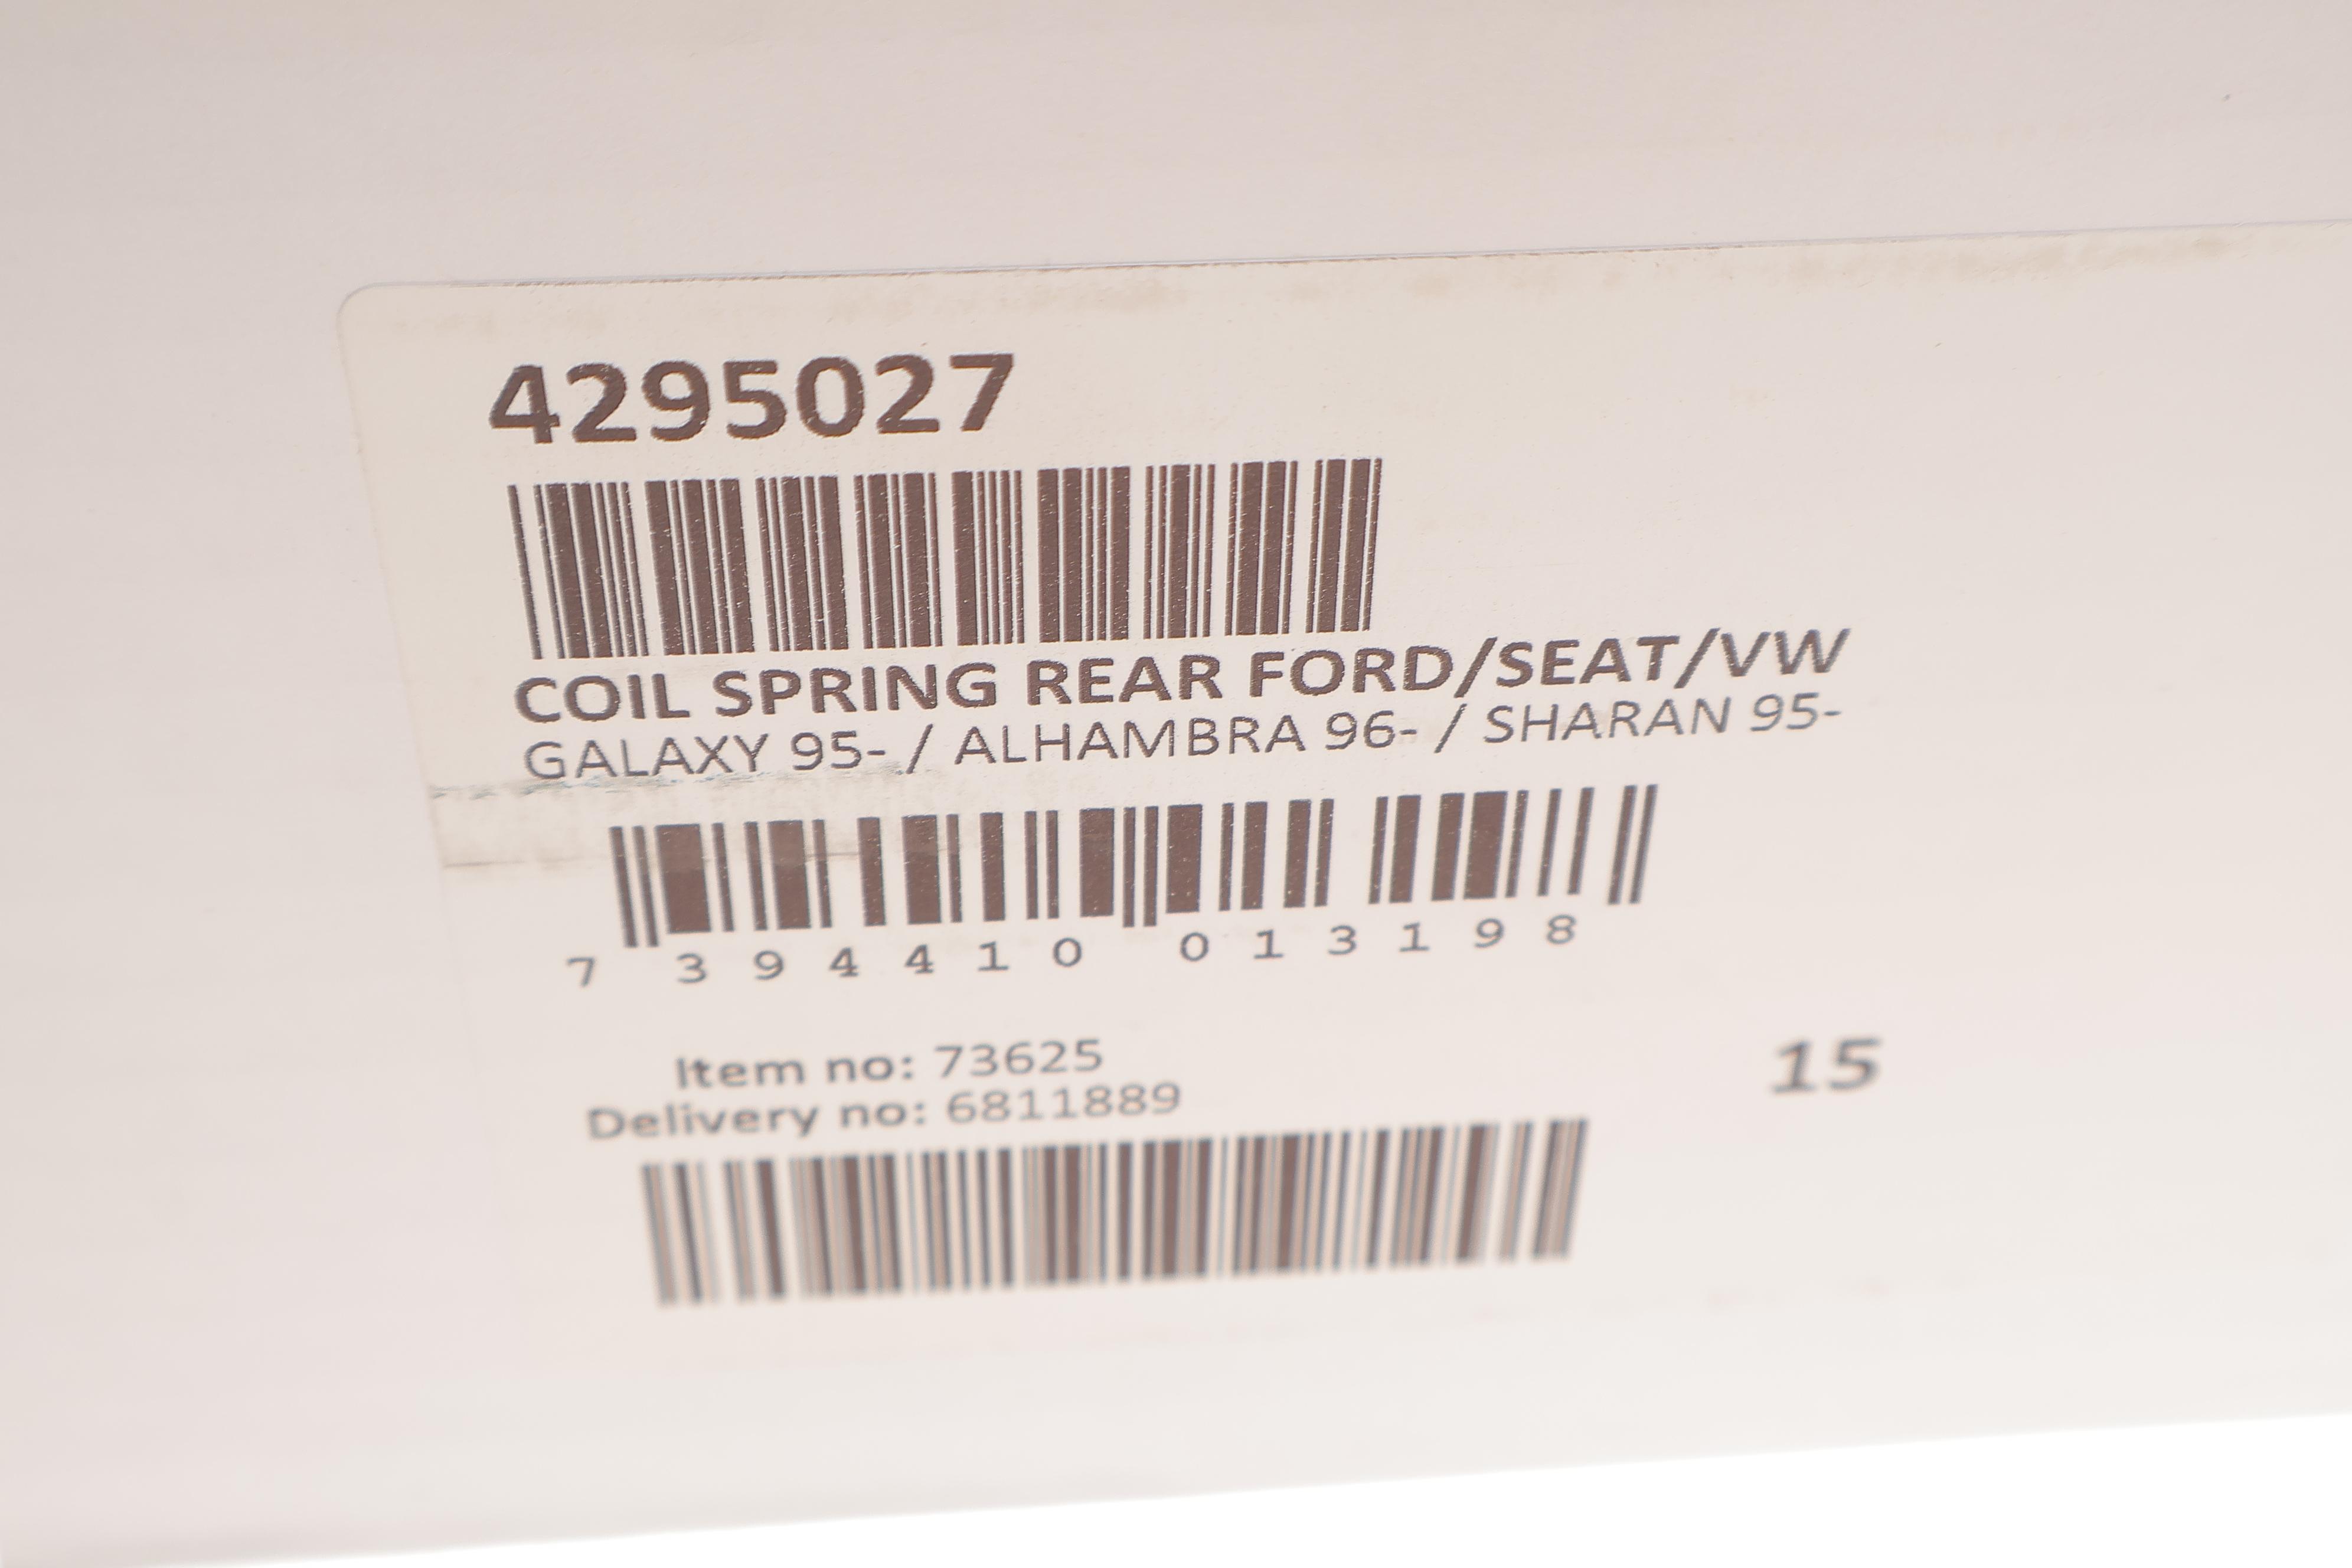 4295027
COIL SPRING REAR FORD/SEAT/VW
GALAXY 95- / ALHAMBRA 96- / SHARAN 95-
7 394410 013198
Item no: 73625
15
Delivery no: 6811889